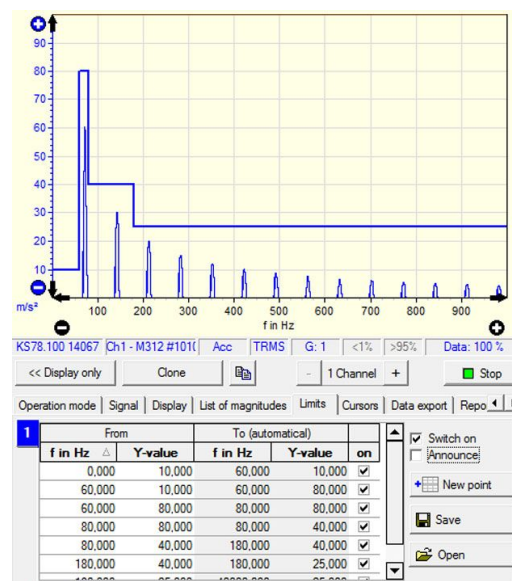 90
80
70
60
50
40
30
20
10
m/s²
100 200 300 400 500 600 700 800 900
f in Hz
KS78.100 14067 Ch1 - M312 #101( Acc TRMS G: 1 <1% >95% Data: 100 %
<< Display only Clone - 1 Channel + Stop
Operation mode Signal Display List of magnitudes Limits Cursors Data export Repo
1 From To (automatical) Switch on
f in Hz Y-value f in Hz Y-value on Announce
0,000 10,000 60,000 10,000
60,000 10,000 60,000 80,000 New point
60,000 80,000 80,000 80,000
80,000 80,000 80,000 40,000 Save
80,000 40,000 180,000 40,000
180,000 40,000 180,000 25,000 Open